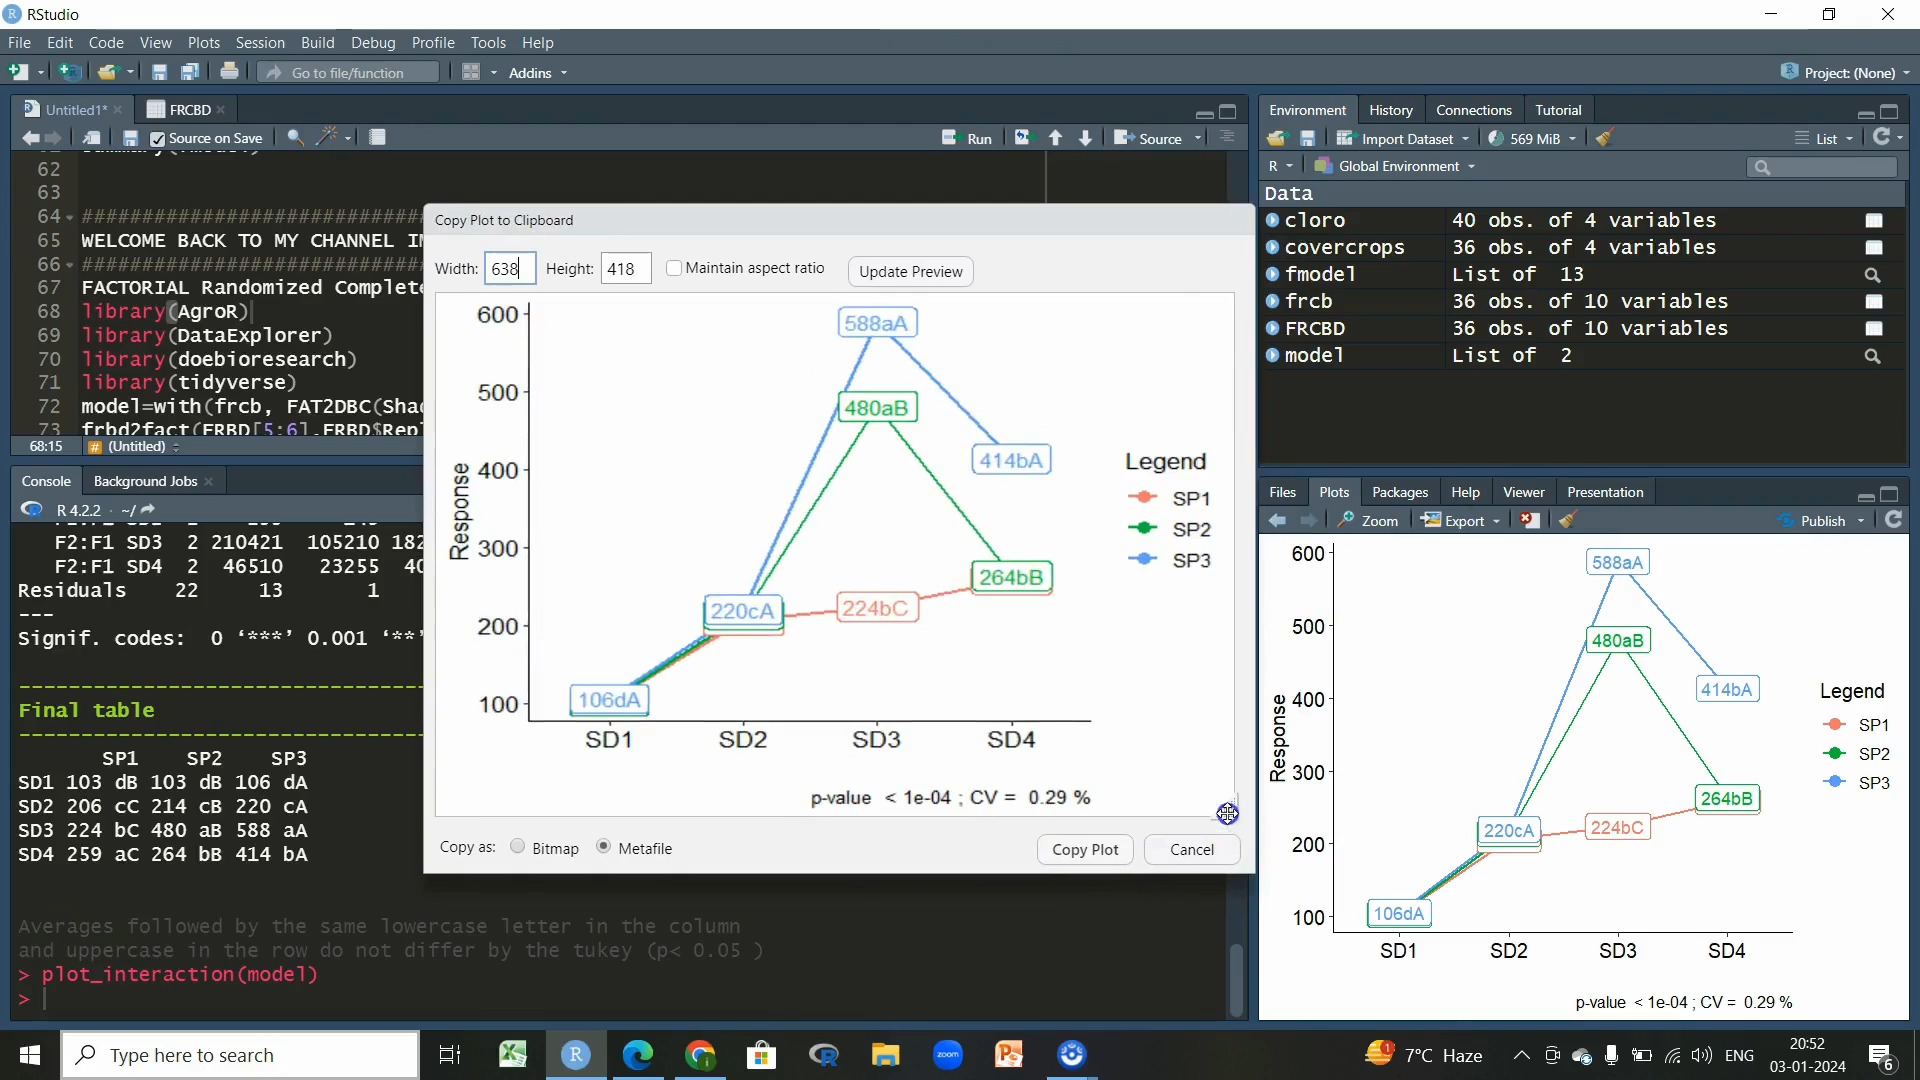 RStudio
File Edit Code View Plots Session Build Debug Profile Tools Help
Go to file/function Addins Project: (None)
Untitled1* FRCBD
Source on Save Run Source
62
63
64 ############################
65 WELCOME BACK TO MY CHANNEL
66 ############################
67 FACTORIAL Randomized Complete
68 library(AgroR)
69 library(DataExplorer)
70 library(doebioresearch)
71 library(tidyverse)
72 model=with(frcb, FAT2DBC(Shad
73 frbd2fact(FRBD[5:6],FRBD$Repl
68:15 (Untitled)
Console Background Jobs
R 4.2.2 · ~/
F2:F1 SD3 2 210421 105210 182
F2:F1 SD4 2 46510 23255 40
Residuals 22 13 1
---
Signif. codes: 0 ‘***’ 0.001 ‘**’
Final table
SP1 SP2 SP3
SD1 103 dB 103 dB 106 dA
SD2 206 cC 214 cB 220 cA
SD3 224 bC 480 aB 588 aA
SD4 259 aC 264 bB 414 bA
Averages followed by the same lowercase letter in the column
and uppercase in the row do not differ by the tukey (p< 0.05 )
> plot_interaction(model)
>
Copy Plot to Clipboard
Width: 638 Height: 418 Maintain aspect ratio Update Preview
600
500
400
300
200
100
Response
588aA
480aB
414bA
264bB
220cA
224bC
106dA
SD1 SD2 SD3 SD4
Legend
SP1
SP2
SP3
p-value < 1e-04 ; CV = 0.29 %
Copy as: Bitmap Metafile Copy Plot Cancel
Environment History Connections Tutorial
Import Dataset 569 MiB List
R Global Environment
Data
cloro 40 obs. of 4 variables
covercrops 36 obs. of 4 variables
fmodel List of 13
frcb 36 obs. of 10 variables
FRCBD 36 obs. of 10 variables
model List of 2
Files Plots Packages Help Viewer Presentation
Zoom Export Publish
600
500
400
300
200
100
Response
588aA
480aB
414bA
264bB
220cA
224bC
106dA
SD1 SD2 SD3 SD4
Legend
SP1
SP2
SP3
p-value < 1e-04 ; CV = 0.29 %
Type here to search
zoom
7°C Haze
ENG
20:52
03-01-2024
6